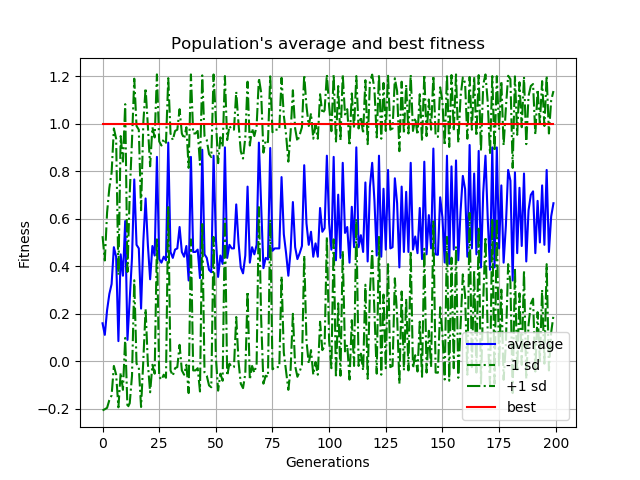 Population's average and best fitness
1.2
1.0
0.8
0.6
0.4
0.2
0.0
−0.2
Fitness
average
-1 sd
+1 sd
best
0 25 50 75 100 125 150 175 200
Generations